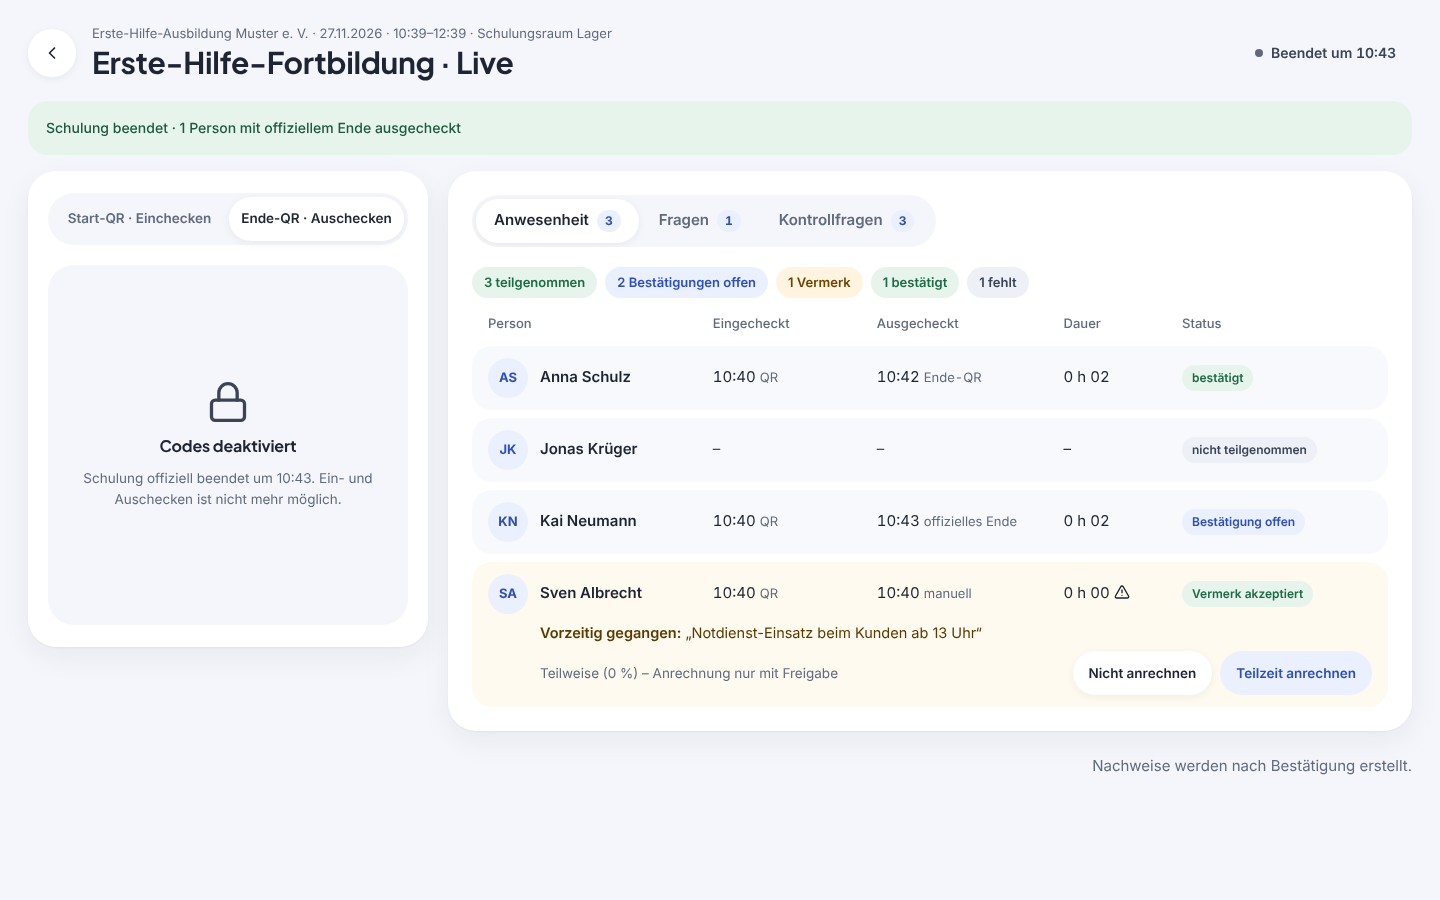 Erste-Hilfe-Ausbildung Muster e. V. · 27.11.2026 · 10:39–12:39 · Schulungsraum Lager
Erste-Hilfe-Fortbildung · Live
Beendet um 10:43
Schulung beendet · 1 Person mit offiziellem Ende ausgecheckt
Start-QR · Einchecken Ende-QR · Auschecken
Codes deaktiviert
Schulung offiziell beendet um 10:43. Ein- und
Auschecken ist nicht mehr möglich.
Anwesenheit 3 Fragen 1 Kontrollfragen 3
3 teilgenommen 2 Bestätigungen offen 1 Vermerk 1 bestätigt 1 fehlt
Person Eingecheckt Ausgecheckt Dauer Status
AS Anna Schulz 10:40 QR 10:42 Ende-QR 0 h 02 bestätigt
JK Jonas Krüger – – – nicht teilgenommen
KN Kai Neumann 10:40 QR 10:43 offizielles Ende 0 h 02 Bestätigung offen
SA Sven Albrecht 10:40 QR 10:40 manuell 0 h 00 Vermerk akzeptiert
Vorzeitig gegangen: „Notdienst-Einsatz beim Kunden ab 13 Uhr“
Teilweise (0 %) – Anrechnung nur mit Freigabe Nicht anrechnen Teilzeit anrechnen
Nachweise werden nach Bestätigung erstellt.